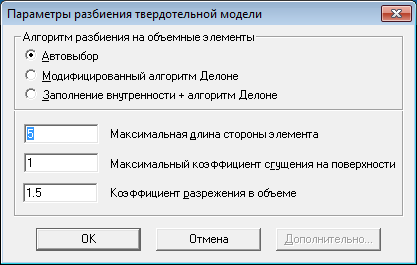 Параметры разбиения твердотельной модели
Алгоритм разбиения на объемные элементы
Автовыбор
Модифицированный алгоритм Делоне
Заполнение внутренности + алгоритм Делоне
5 Максимальная длина стороны элемента
1 Максимальный коэффициент сгущения на поверхности
1.5 Коэффициент разрежения в объеме
OK Отмена Дополнительно...